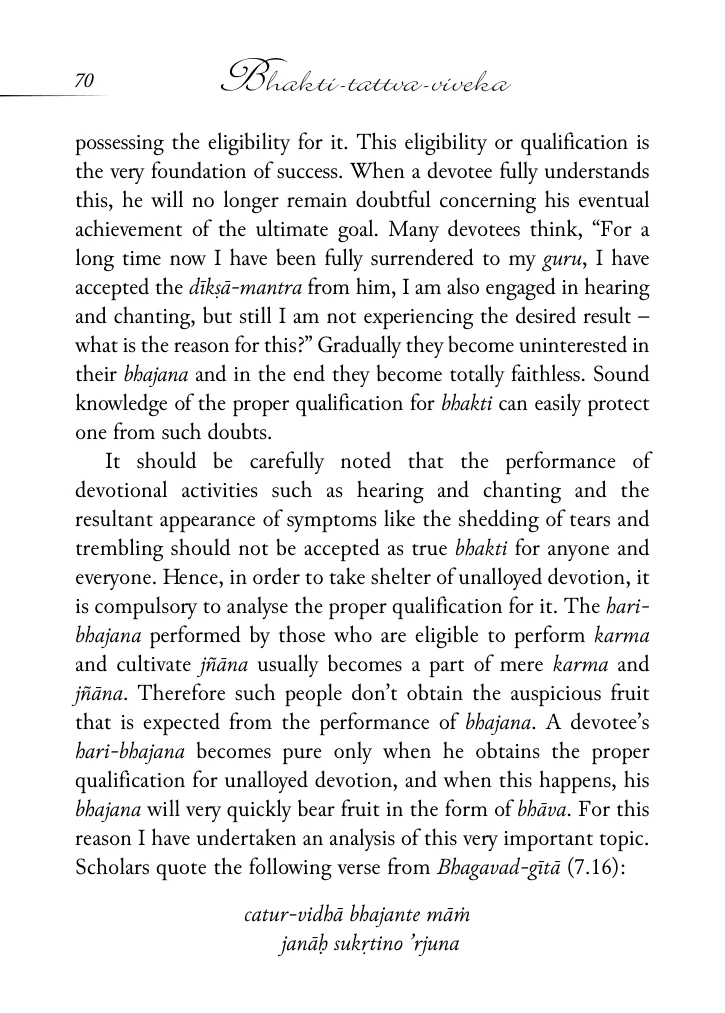 70
Bhakti-tattva-viveka
possessing the eligibility for it. This eligibility or qualification is
the very foundation of success. When a devotee fully understands
this, he will no longer remain doubtful concerning his eventual
achievement of the ultimate goal. Many devotees think, “For a
long time now I have been fully surrendered to my guru, I have
accepted the dīkṣā-mantra from him, I am also engaged in hearing
and chanting, but still I am not experiencing the desired result –
what is the reason for this?” Gradually they become uninterested in
their bhajana and in the end they become totally faithless. Sound
knowledge of the proper qualification for bhakti can easily protect
one from such doubts.
It should be carefully noted that the performance of
devotional activities such as hearing and chanting and the
resultant appearance of symptoms like the shedding of tears and
trembling should not be accepted as true bhakti for anyone and
everyone. Hence, in order to take shelter of unalloyed devotion, it
is compulsory to analyse the proper qualification for it. The hari-
bhajana performed by those who are eligible to perform karma
and cultivate jñāna usually becomes a part of mere karma and
jñāna. Therefore such people don’t obtain the auspicious fruit
that is expected from the performance of bhajana. A devotee’s
hari-bhajana becomes pure only when he obtains the proper
qualification for unalloyed devotion, and when this happens, his
bhajana will very quickly bear fruit in the form of bhāva. For this
reason I have undertaken an analysis of this very important topic.
Scholars quote the following verse from Bhagavad-gītā (7.16):
catur-vidhā bhajante māṁ
janāḥ sukṛtino ’rjuna